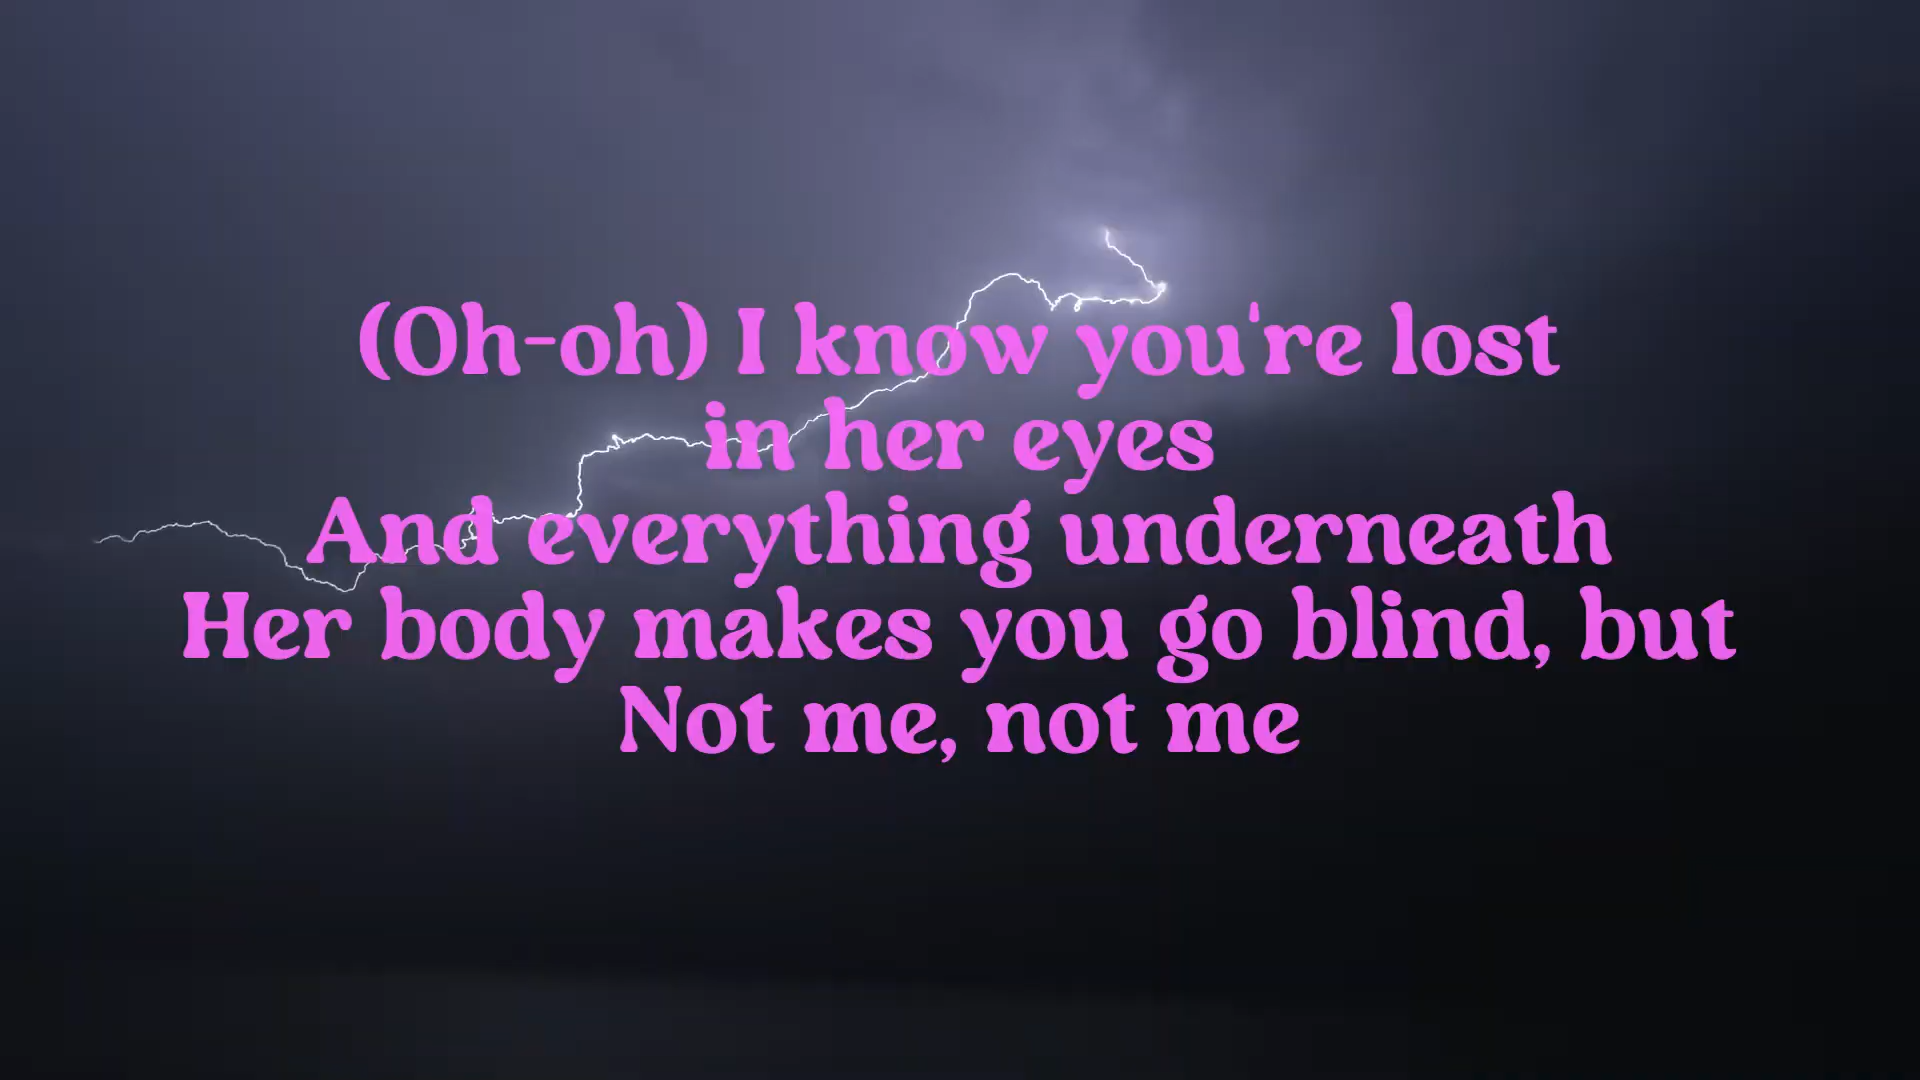 (Oh-oh) I know you're lost
in her eyes
And everything underneath
Her body makes you go blind, but
Not me, not me